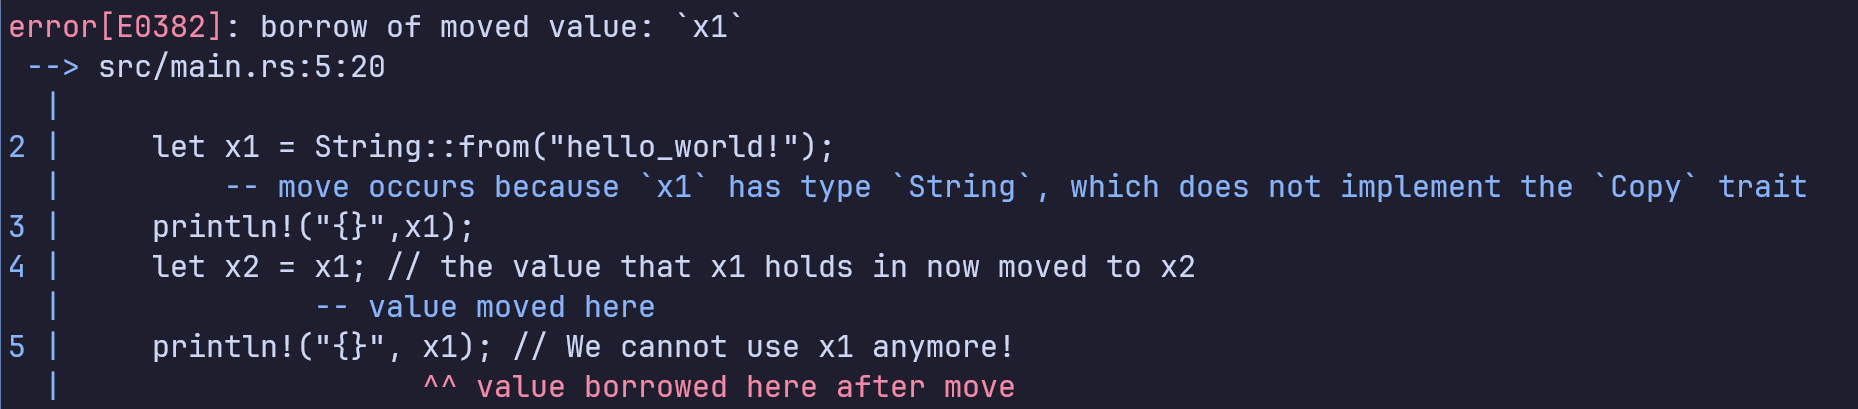 error[E0382]: borrow of moved value: `x1`
 --> src/main.rs:5:20
  |
2 |     let x1 = String::from("hello_world!");
  |         -- move occurs because `x1` has type `String`, which does not implement the `Copy` trait
3 |     println!("{}",x1);
4 |     let x2 = x1; // the value that x1 holds in now moved to x2
  |              -- value moved here
5 |     println!("{}", x1); // We cannot use x1 anymore!
  |                    ^^ value borrowed here after move